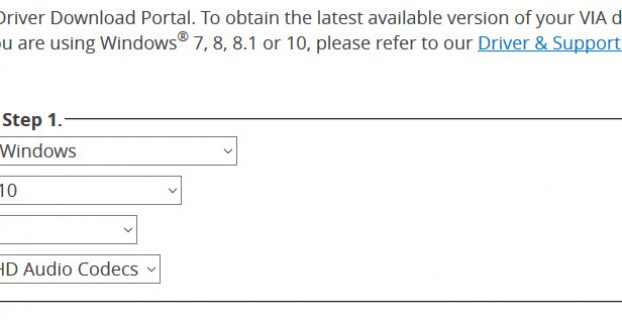 Driver Download Portal. To obtain the latest available version of your VIA d
u are using Windows® 7, 8, 8.1 or 10, please refer to our Driver & Support
Step 1.
Windows
10
HD Audio Codecs